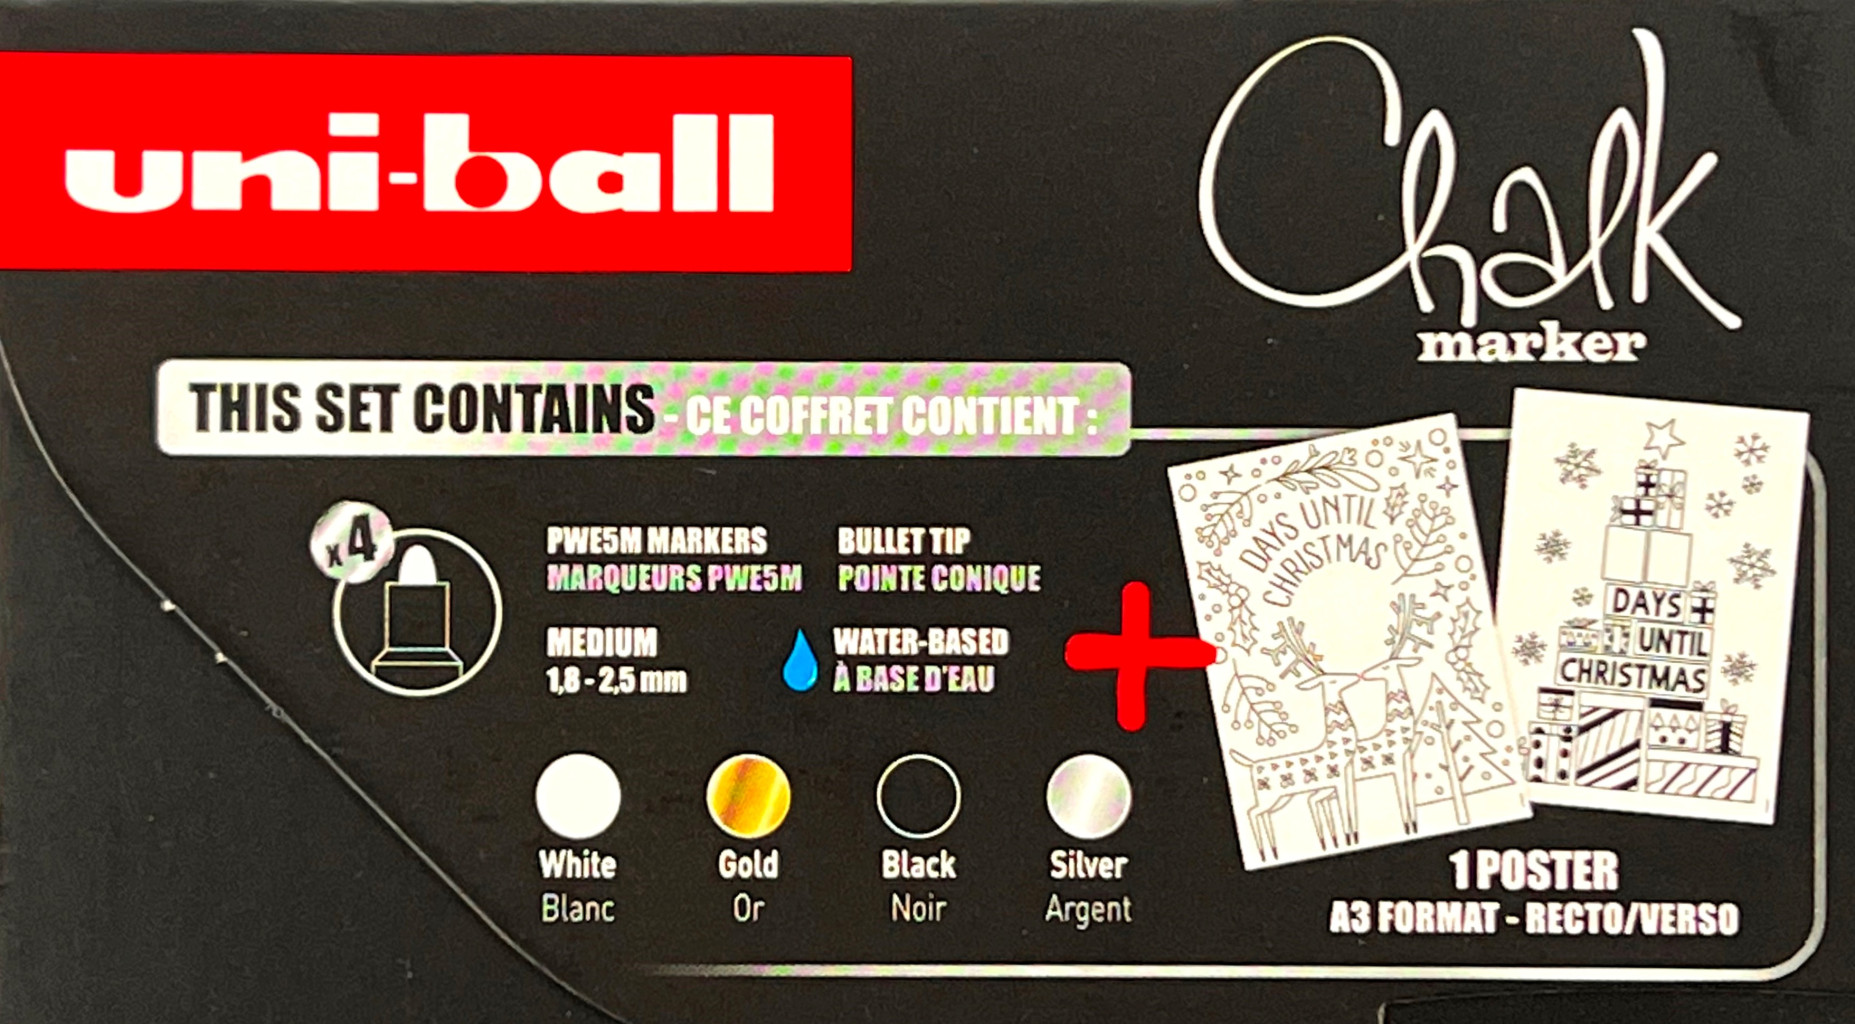 uni-ball
Chalk
marker
THIS SET CONTAINS - CE COFFRET CONTIENT :
x4
PWE5M MARKERS
MARQUEURS PWE5M
BULLET TIP
POINTE CONIQUE
MEDIUM
1,8 - 2,5 mm
WATER-BASED
À BASE D'EAU
White
Blanc
Gold
Or
Black
Noir
Silver
Argent
DAYS UNTIL
CHRISTMAS
DAYS
UNTIL
CHRISTMAS
1 POSTER
A3 FORMAT - RECTO/VERSO